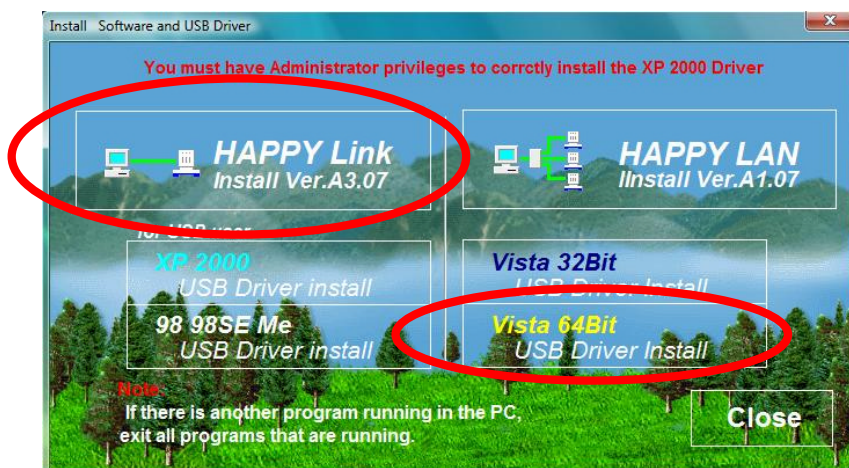 Install Software and USB Driver
You must have Administrator privileges to corrctly install the XP 2000 Driver
HAPPY Link
Install Ver.A3.07
HAPPY LAN
IInstall Ver.A1.07
for USB user
XP 2000
USB Driver install
Vista 32Bit
USB Driver Install
98 98SE Me
USB Driver install
Vista 64Bit
USB Driver Install
Note:
If there is another program running in the PC,
exit all programs that are running.
Close